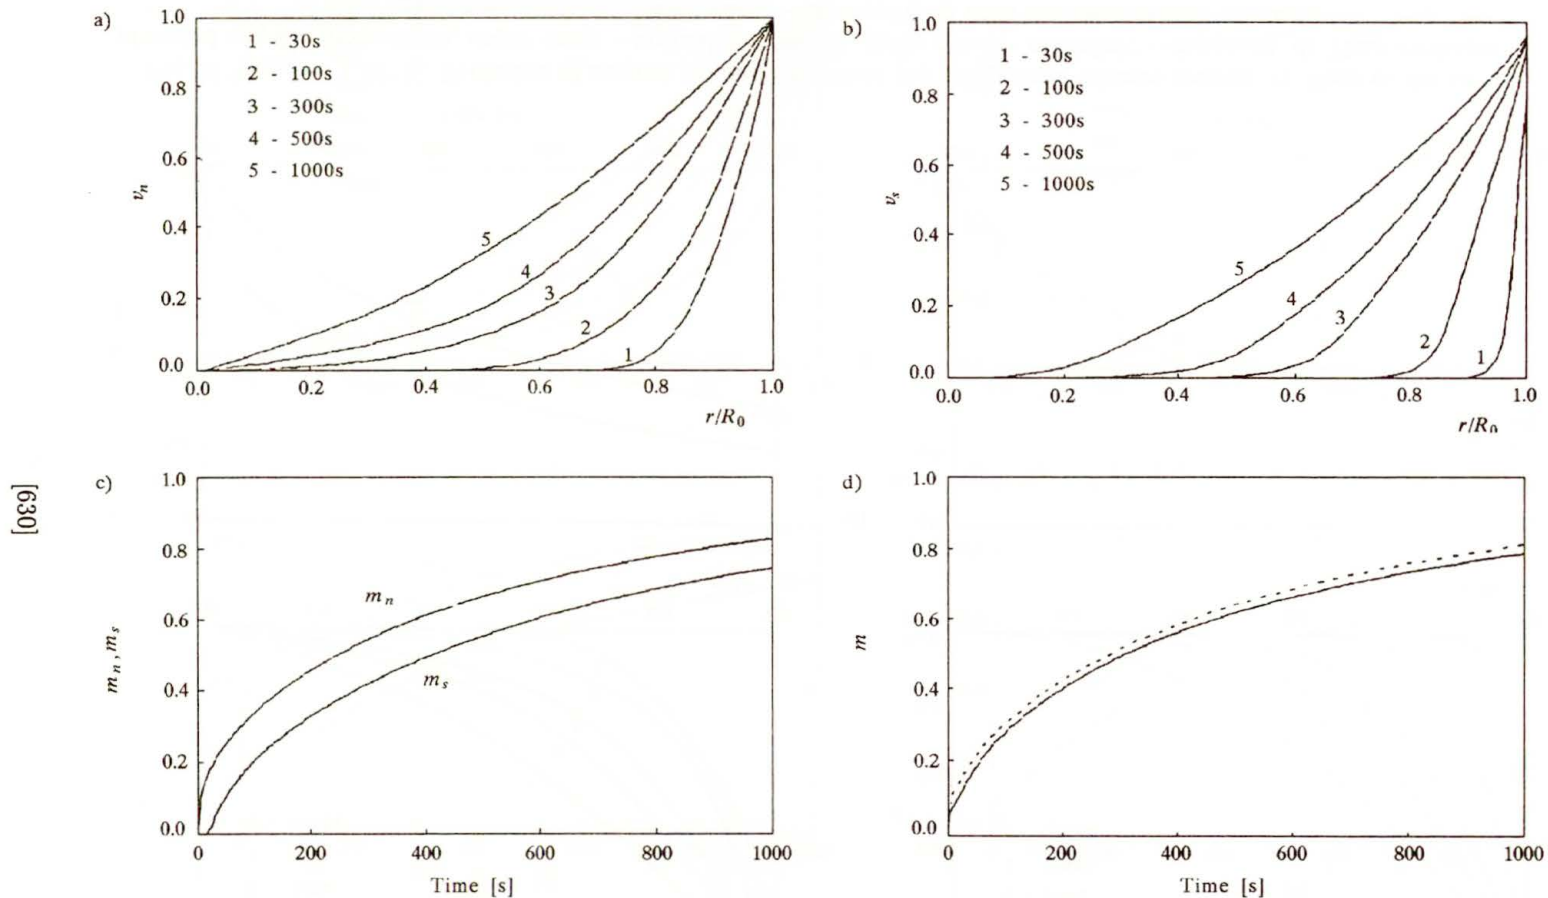 a)
1 - 30s
2 - 100s
3 - 300s
4 - 500s
5 - 1000s
1.0
0.8
0.6
0.4
0.2
0.0
v_n
5
4
3
2
1
0.0 0.2 0.4 0.6 0.8 1.0
r/R_0
b)
1 - 30s
2 - 100s
3 - 300s
4 - 500s
5 - 1000s
1.0
0.8
0.6
0.4
0.2
0.0
v_s
5
4
3
2
1
0.0 0.2 0.4 0.6 0.8 1.0
r/R_0
[630]
c)
1.0
0.8
0.6
0.4
0.2
0.0
m_n, m_s
m_n
m_s
0 200 400 600 800 1000
Time [s]
d)
1.0
0.8
0.6
0.4
0.2
0.0
m
0 200 400 600 800 1000
Time [s]